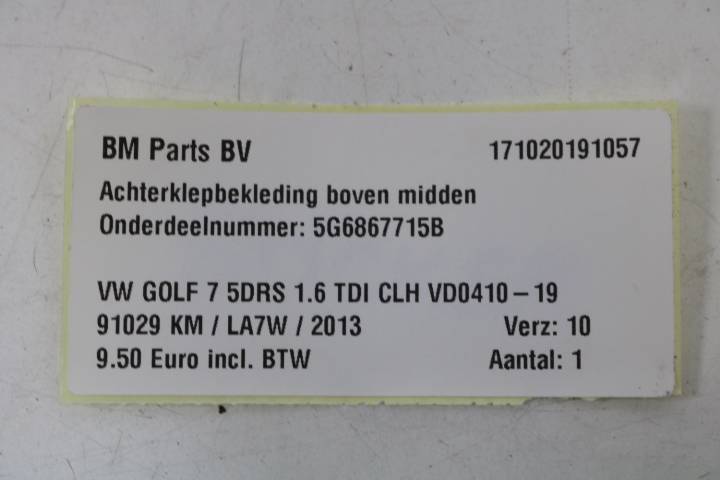 BM Parts BV 171020191057
Achterklepbekleding boven midden
Onderdeelnummer: 5G6867715B
VW GOLF 7 5DRS 1.6 TDI CLH VD0410-19
91029 KM / LA7W / 2013 Verz: 10
9.50 Euro incl. BTW Aantal: 1